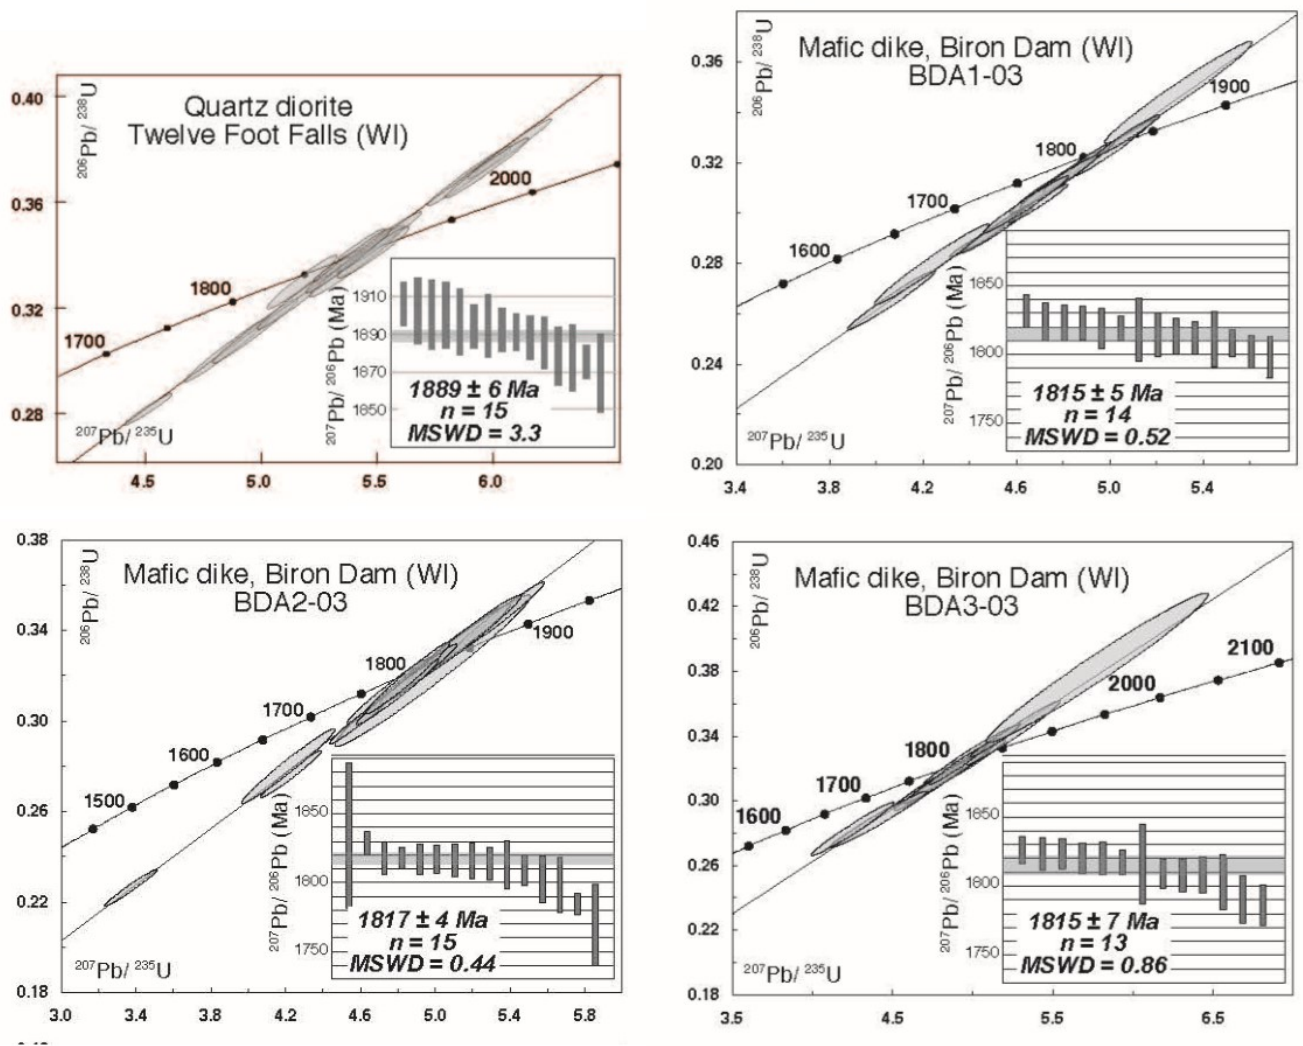 Quartz diorite
Twelve Foot Falls (WI)
206Pb/ 238U
0.40
0.36
0.32
0.28
1700
1800
2000
207Pb/ 235U
4.5
5.0
5.5
6.0
207Pb/ 206Pb (Ma)
1910
1890
1870
1850
1889 ± 6 Ma
n = 15
MSWD = 3.3
Mafic dike, Biron Dam (WI)
BDA1-03
206Pb/ 238U
0.36
0.32
0.28
0.24
0.20
1600
1700
1800
1900
207Pb/ 235U
3.4
3.8
4.2
4.6
5.0
5.4
207Pb/ 206Pb (Ma)
1850
1800
1750
1815 ± 5 Ma
n = 14
MSWD = 0.52
Mafic dike, Biron Dam (WI)
BDA2-03
206Pb/ 238U
0.38
0.34
0.30
0.26
0.22
0.18
1500
1600
1700
1800
1900
207Pb/ 235U
3.0
3.4
3.8
4.2
4.6
5.0
5.4
5.8
207Pb/ 206Pb (Ma)
1850
1800
1750
1817 ± 4 Ma
n = 15
MSWD = 0.44
Mafic dike, Biron Dam (WI)
BDA3-03
206Pb/ 238U
0.46
0.42
0.38
0.34
0.30
0.26
0.22
0.18
1600
1700
1800
2000
2100
207Pb/ 235U
3.5
4.5
5.5
6.5
207Pb/ 206Pb (Ma)
1850
1800
1750
1815 ± 7 Ma
n = 13
MSWD = 0.86